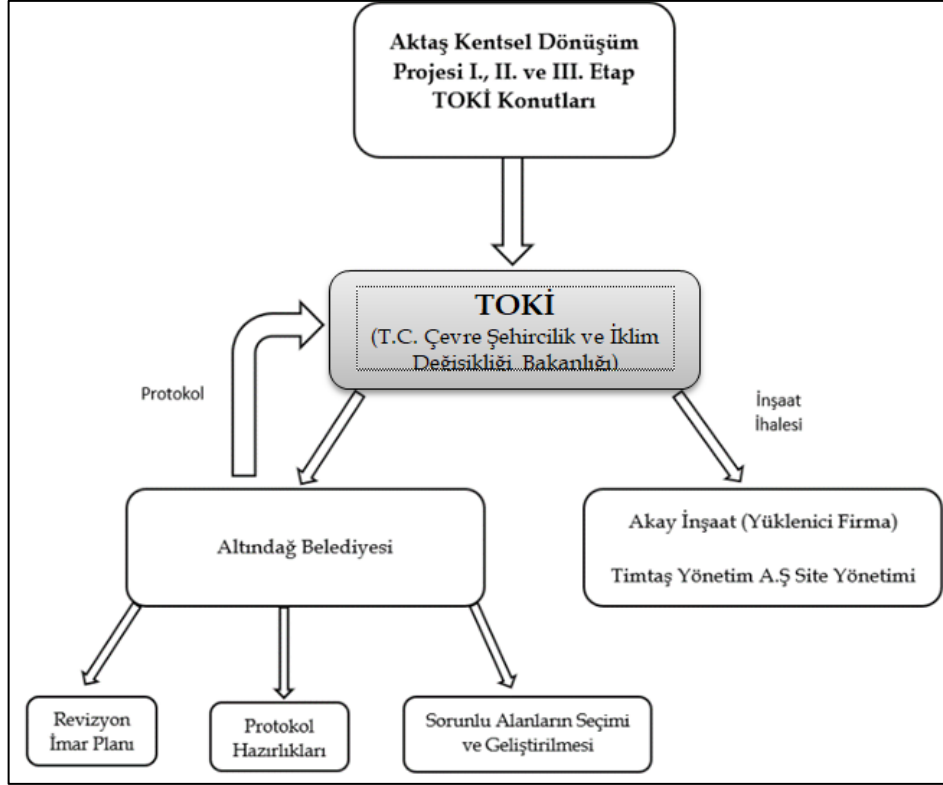 Aktaş Kentsel Dönüşüm
Projesi I., II. ve III. Etap
TOKİ Konutları
TOKİ
(T.C. Çevre Şehircilik ve İklim
Değişikliği Bakanlığı)
Protokol
İnşaat
İhalesi
Altındağ Belediyesi
Akay İnşaat (Yüklenici Firma)
Timtaş Yönetim A.Ş Site Yönetimi
Revizyon
İmar Planı
Protokol
Hazırlıkları
Sorunlu Alanların Seçimi
ve Geliştirilmesi